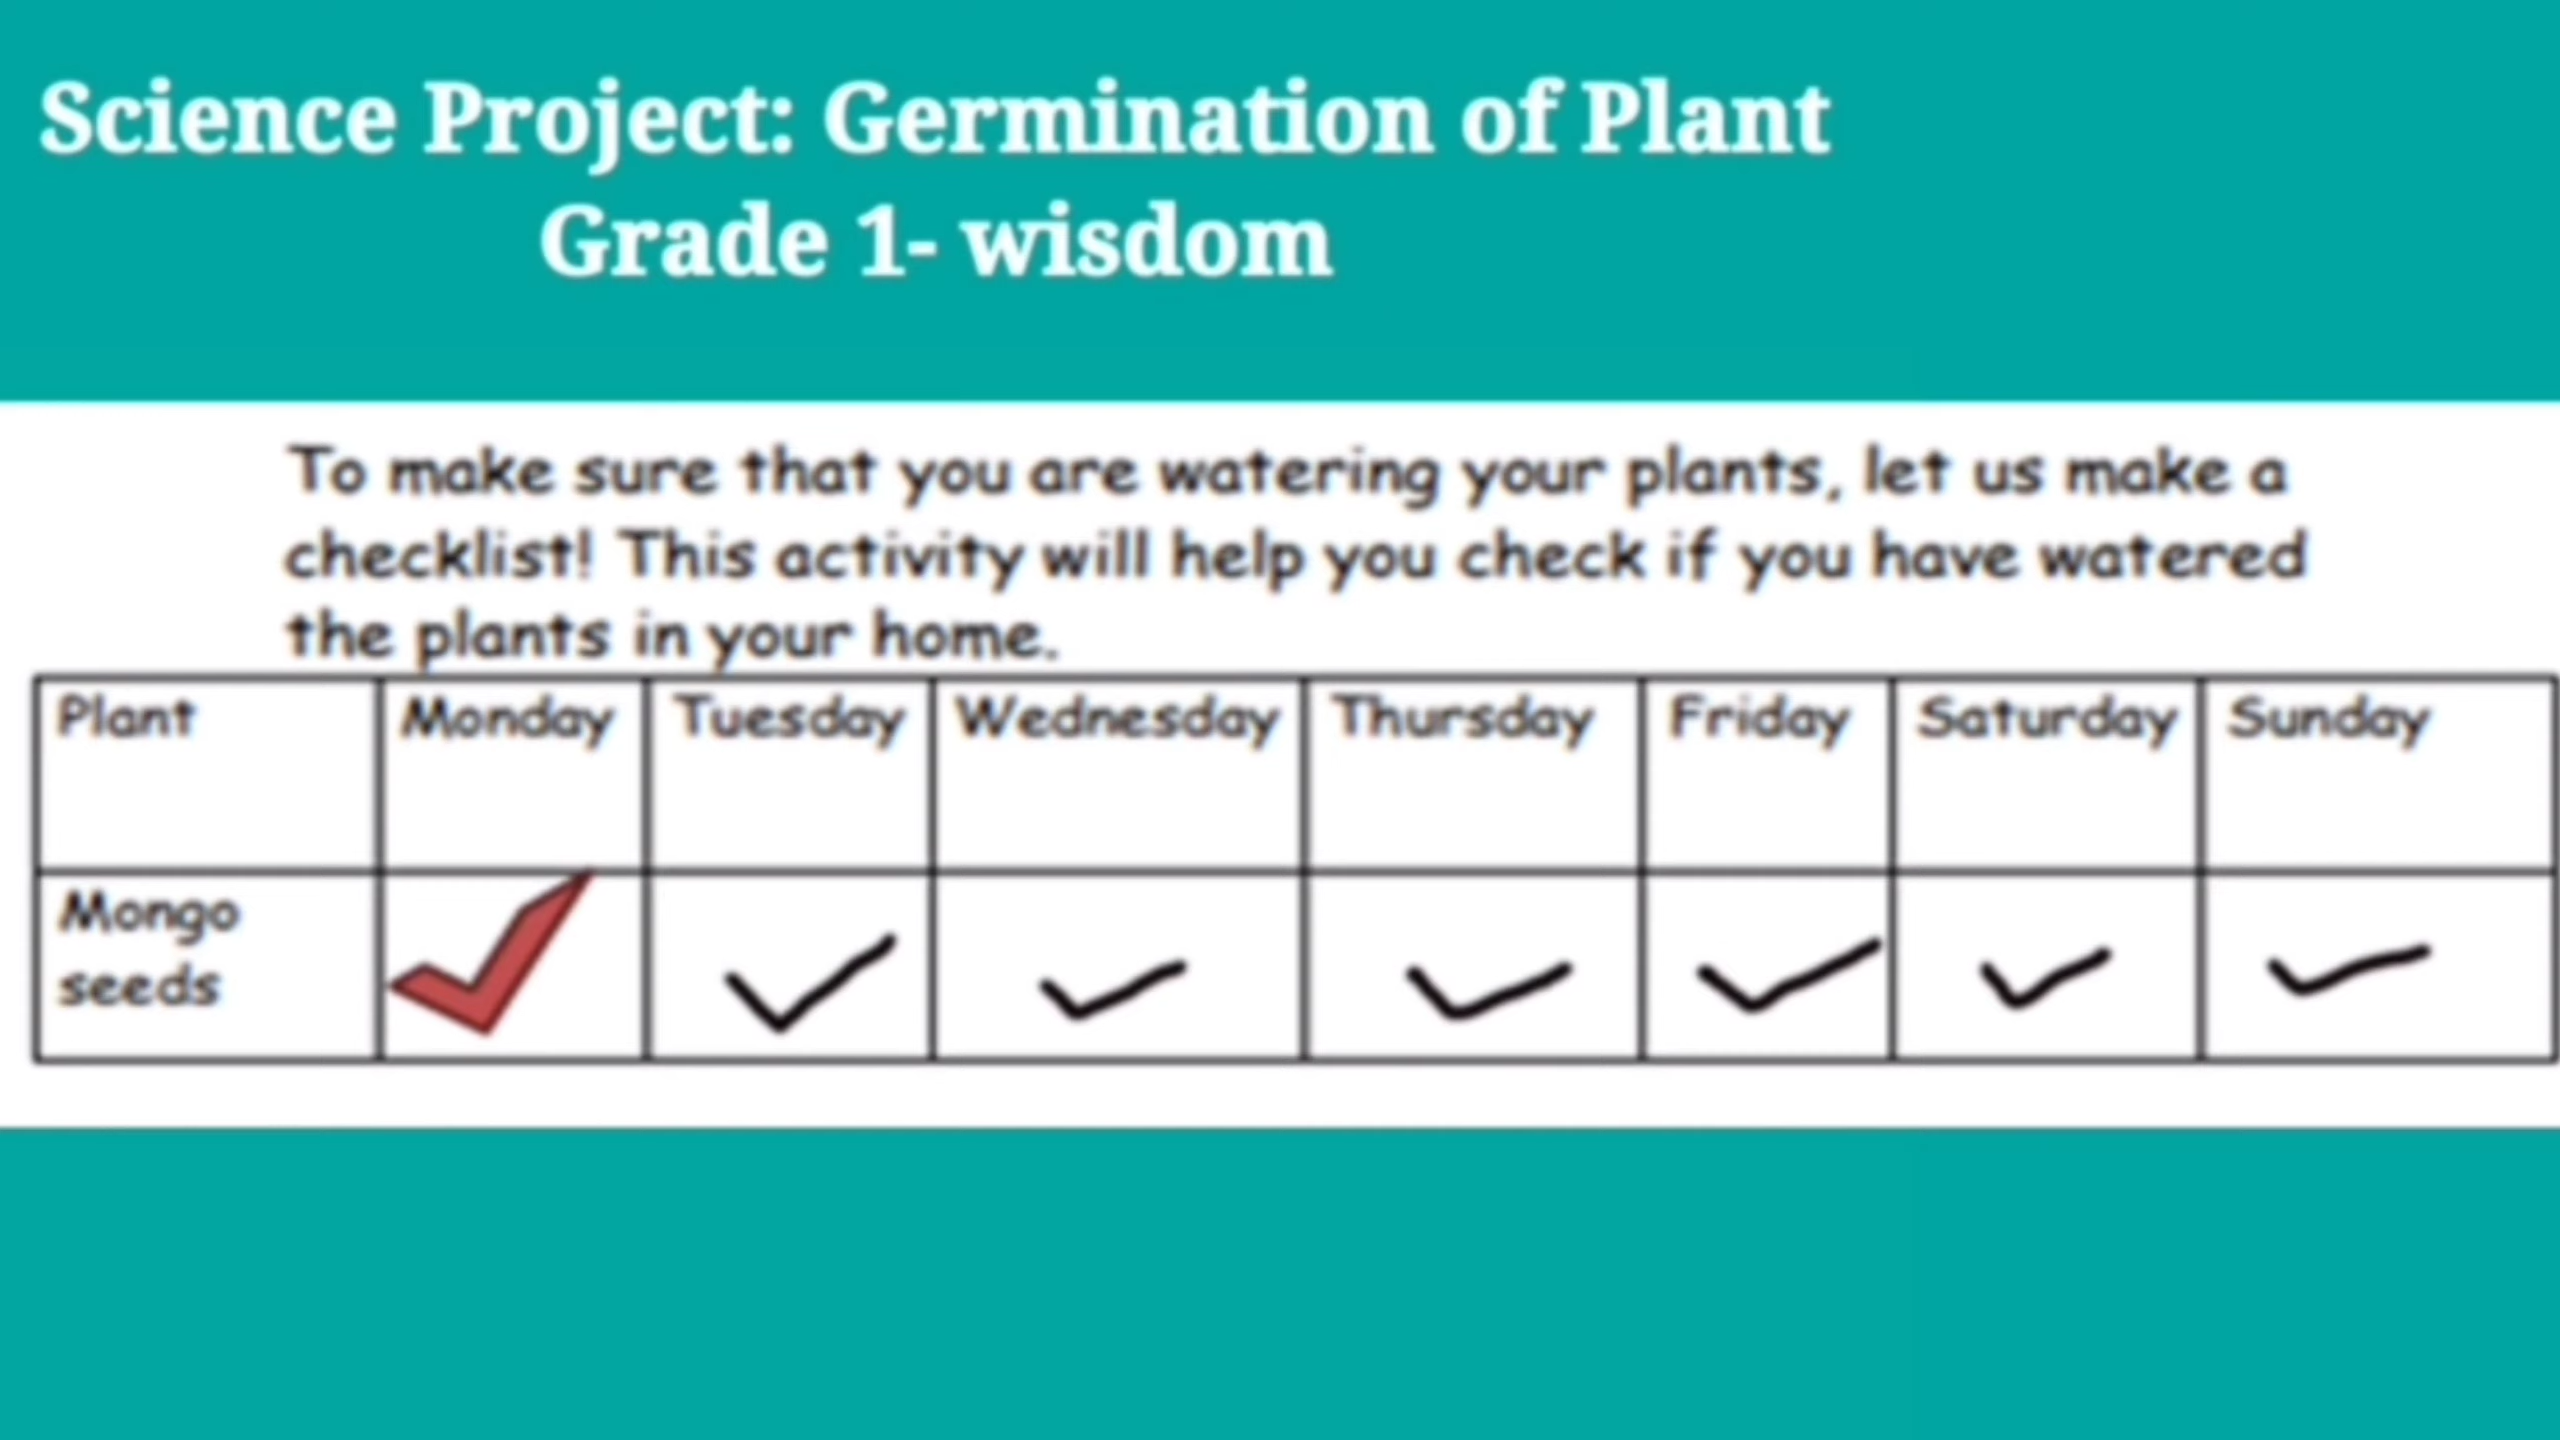 Science Project: Germination of Plant
Grade 1- wisdom
To make sure that you are watering your plants, let us make a
checklist! This activity will help you check if you have watered
the plants in your home.
Plant Monday Tuesday Wednesday Thursday Friday Saturday Sunday
Mongo
seeds